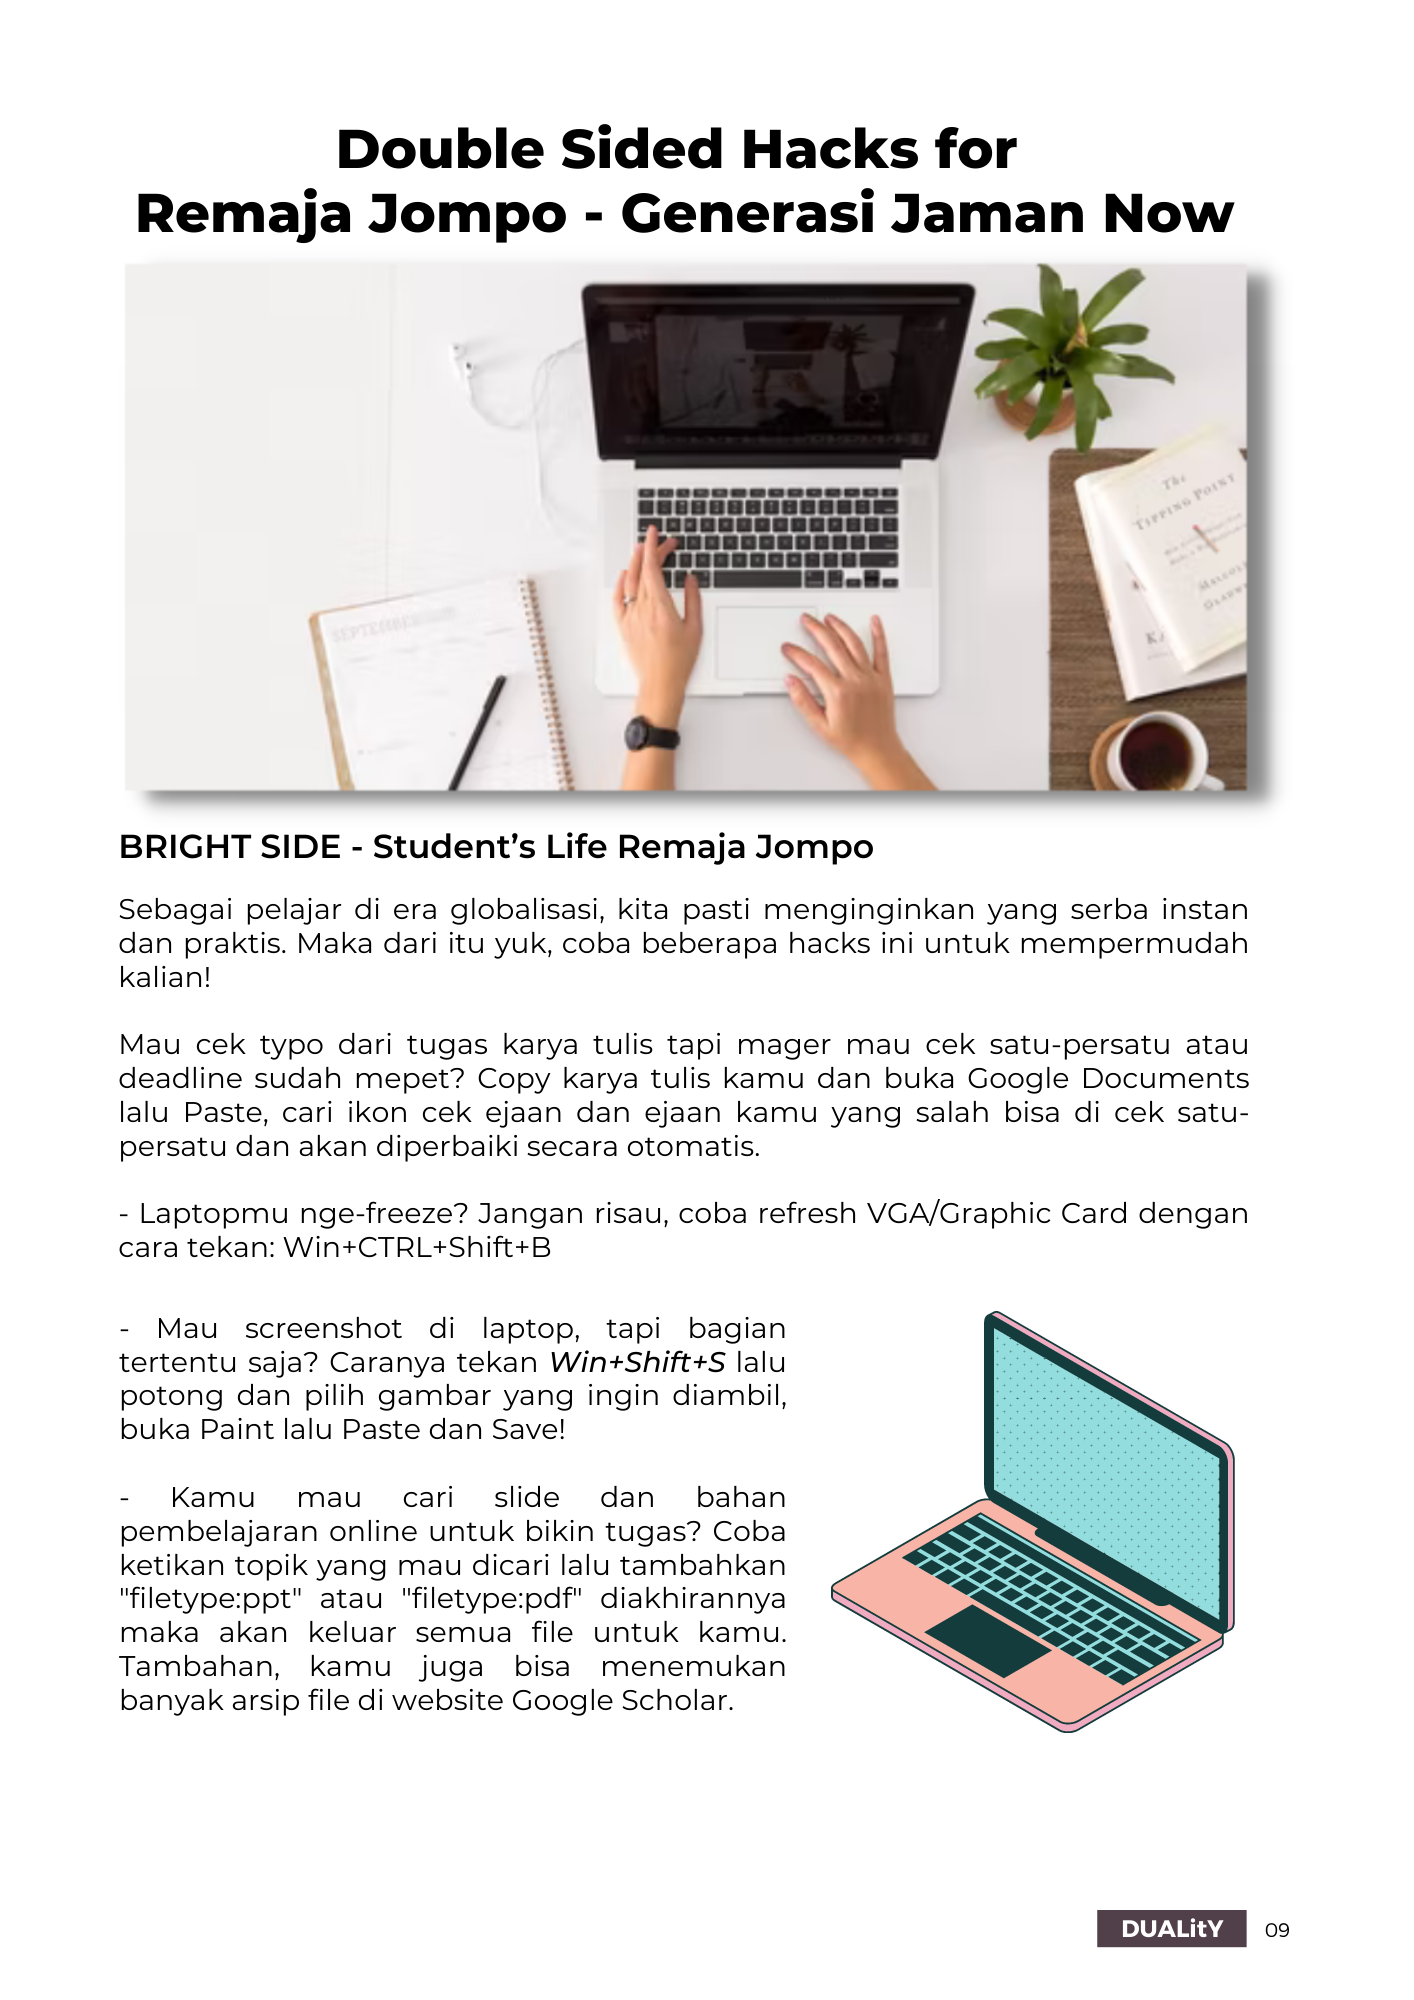 Double Sided Hacks for
Remaja Jompo - Generasi Jaman Now
SEPTEMBER
The
TIPPING POINT
BRIGHT SIDE - Student’s Life Remaja Jompo
Sebagai pelajar di era globalisasi, kita pasti menginginkan yang serba instan
dan praktis. Maka dari itu yuk, coba beberapa hacks ini untuk mempermudah
kalian!
Mau cek typo dari tugas karya tulis tapi mager mau cek satu-persatu atau
deadline sudah mepet? Copy karya tulis kamu dan buka Google Documents
lalu Paste, cari ikon cek ejaan dan ejaan kamu yang salah bisa di cek satu-
persatu dan akan diperbaiki secara otomatis.
- Laptopmu nge-freeze? Jangan risau, coba refresh VGA/Graphic Card dengan
cara tekan: Win+CTRL+Shift+B
- Mau screenshot di laptop, tapi bagian
tertentu saja? Caranya tekan Win+Shift+S lalu
potong dan pilih gambar yang ingin diambil,
buka Paint lalu Paste dan Save!
- Kamu mau cari slide dan bahan
pembelajaran online untuk bikin tugas? Coba
ketikan topik yang mau dicari lalu tambahkan
"filetype:ppt" atau "filetype:pdf" diakhirannya
maka akan keluar semua file untuk kamu.
Tambahan, kamu juga bisa menemukan
banyak arsip file di website Google Scholar.
DUALitY
09